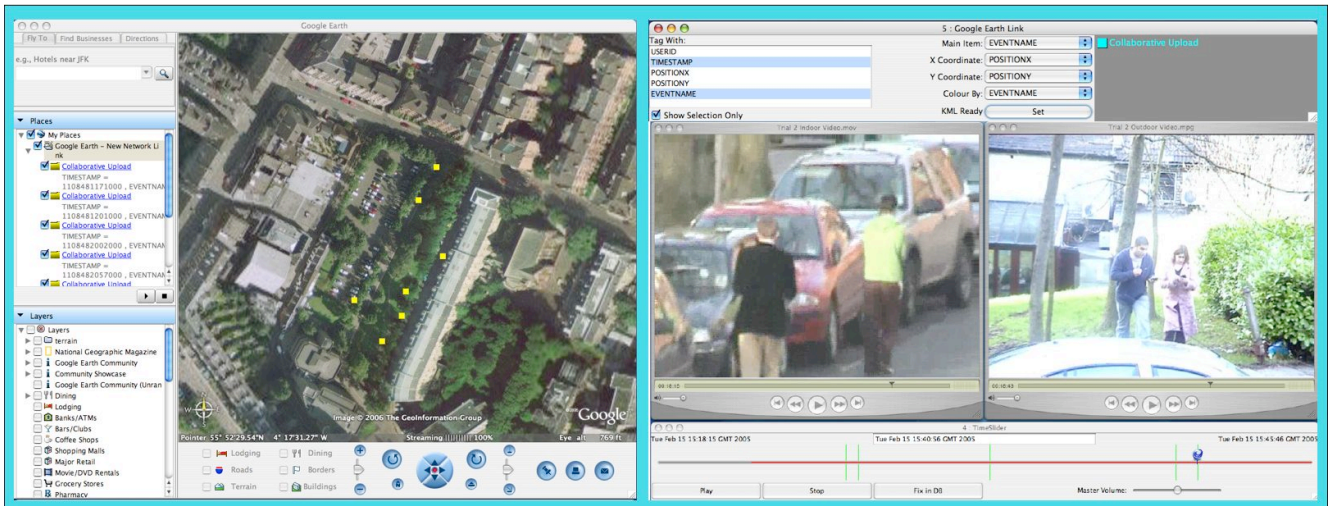 Google Earth
Fly To Find Businesses Directions
e.g., Hotels near JFK
Places
My Places
Google Earth - New Network Li
nk
Collaborative Upload
TIMESTAMP =
1108481171000 , EVENTNAM
Collaborative Upload
TIMESTAMP =
1108481201000 , EVENTNAM
Collaborative Upload
TIMESTAMP =
1108482002000 , EVENTNAM
Collaborative Upload
TIMESTAMP =
1108482057000 , EVENTNAM
Collaborative Upload
Layers
Layers
terrain
National Geographic Magazine
Google Earth Community
Community Showcase
Google Earth Community (Unran
Dining
Lodging
Banks/ATMs
Bars/Clubs
Coffee Shops
Shopping Malls
Major Retail
Movie/DVD Rentals
Grocery Stores
Pharmacy
Image © 2006 The GeoInformation Group
Google
Pointer 55° 52'29.54"N 4° 17'31.27" W Streaming |||||||||| 100% Eye alt 769 ft
Lodging Dining
Roads Borders
Terrain Buildings
5 : Google Earth Link
Tag With:
USERID
TIMESTAMP
POSITIONX
POSITIONY
EVENTNAME
Show Selection Only
Main Item: EVENTNAME
X Coordinate: POSITIONX
Y Coordinate: POSITIONY
Colour By: EVENTNAME
KML Ready Set
Collaborative Upload
Trial 2 Indoor Video.mov
Trial 2 Outdoor Video.mpg
4 TimeSlider
Tue Feb 15 15:18 15 GMT 2005 Tue Feb 15 15:40:56 GMT 2005 Tue Feb 15 15:45:46 GMT 2005
Play Stop Fix in DB Master Volume: